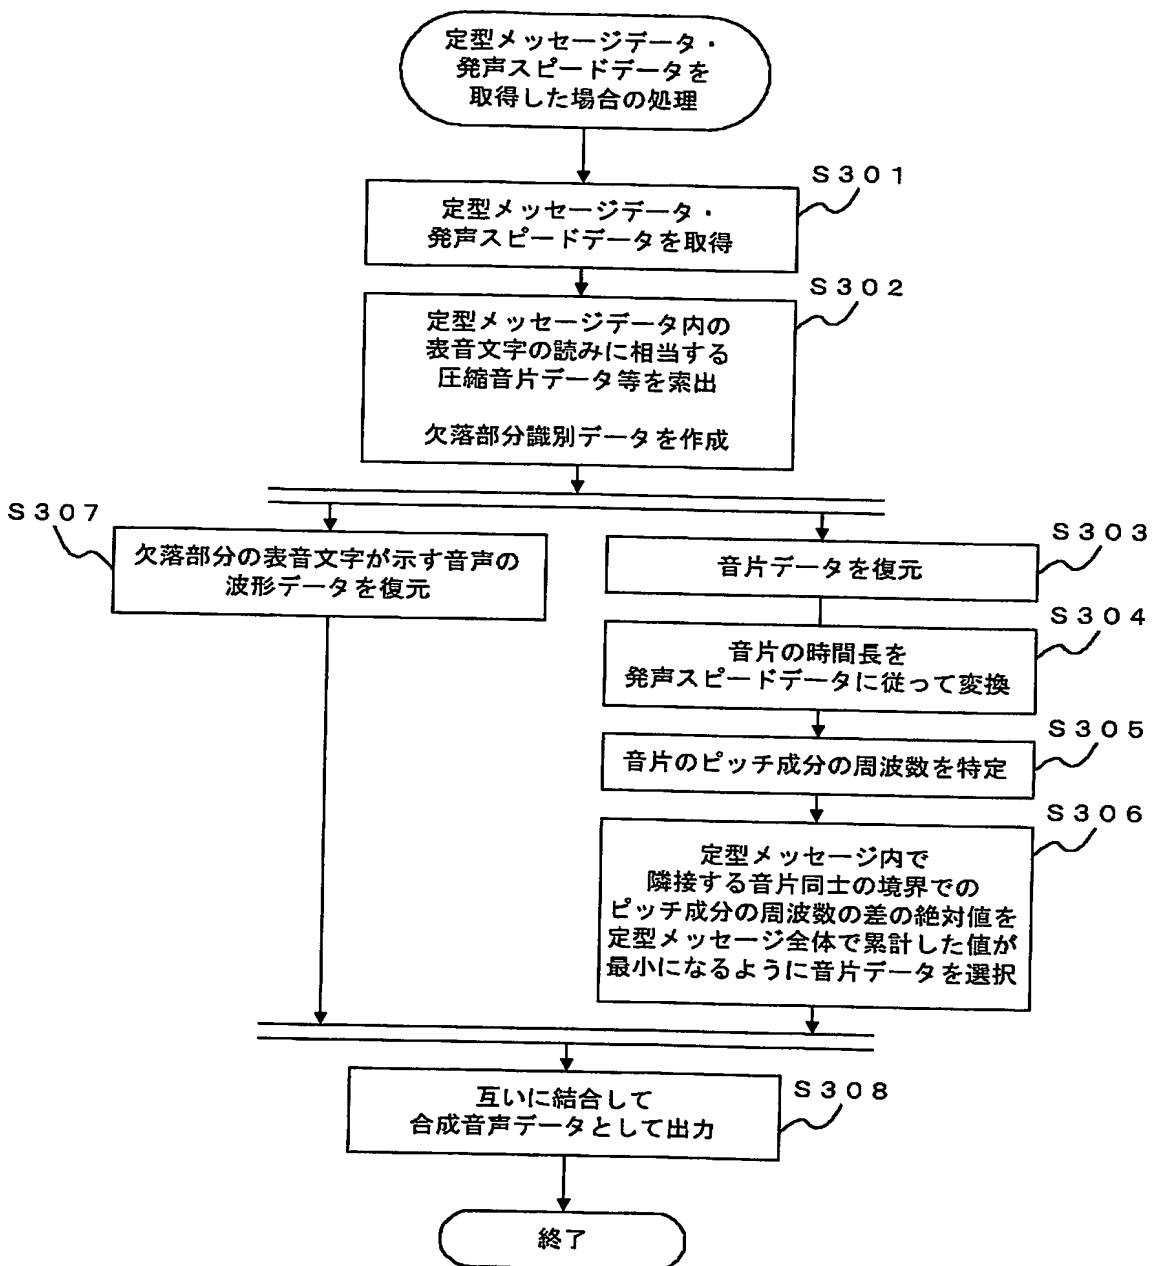 定型メッセージデータ・
発声スピードデータを
取得した場合の処理
S301
定型メッセージデータ・
発声スピードデータを取得
S302
定型メッセージデータ内の
表音文字の読みに相当する
圧縮音片データ等を索出
欠落部分識別データを作成
S307
欠落部分の表音文字が示す音声の
波形データを復元
S303
音片データを復元
S304
音片の時間長を
発声スピードデータに従って変換
S305
音片のピッチ成分の周波数を特定
S306
定型メッセージ内で
隣接する音片同士の境界での
ピッチ成分の周波数の差の絶対値を
定型メッセージ全体で累計した値が
最小になるように音片データを選択
S308
互いに結合して
合成音声データとして出力
終了